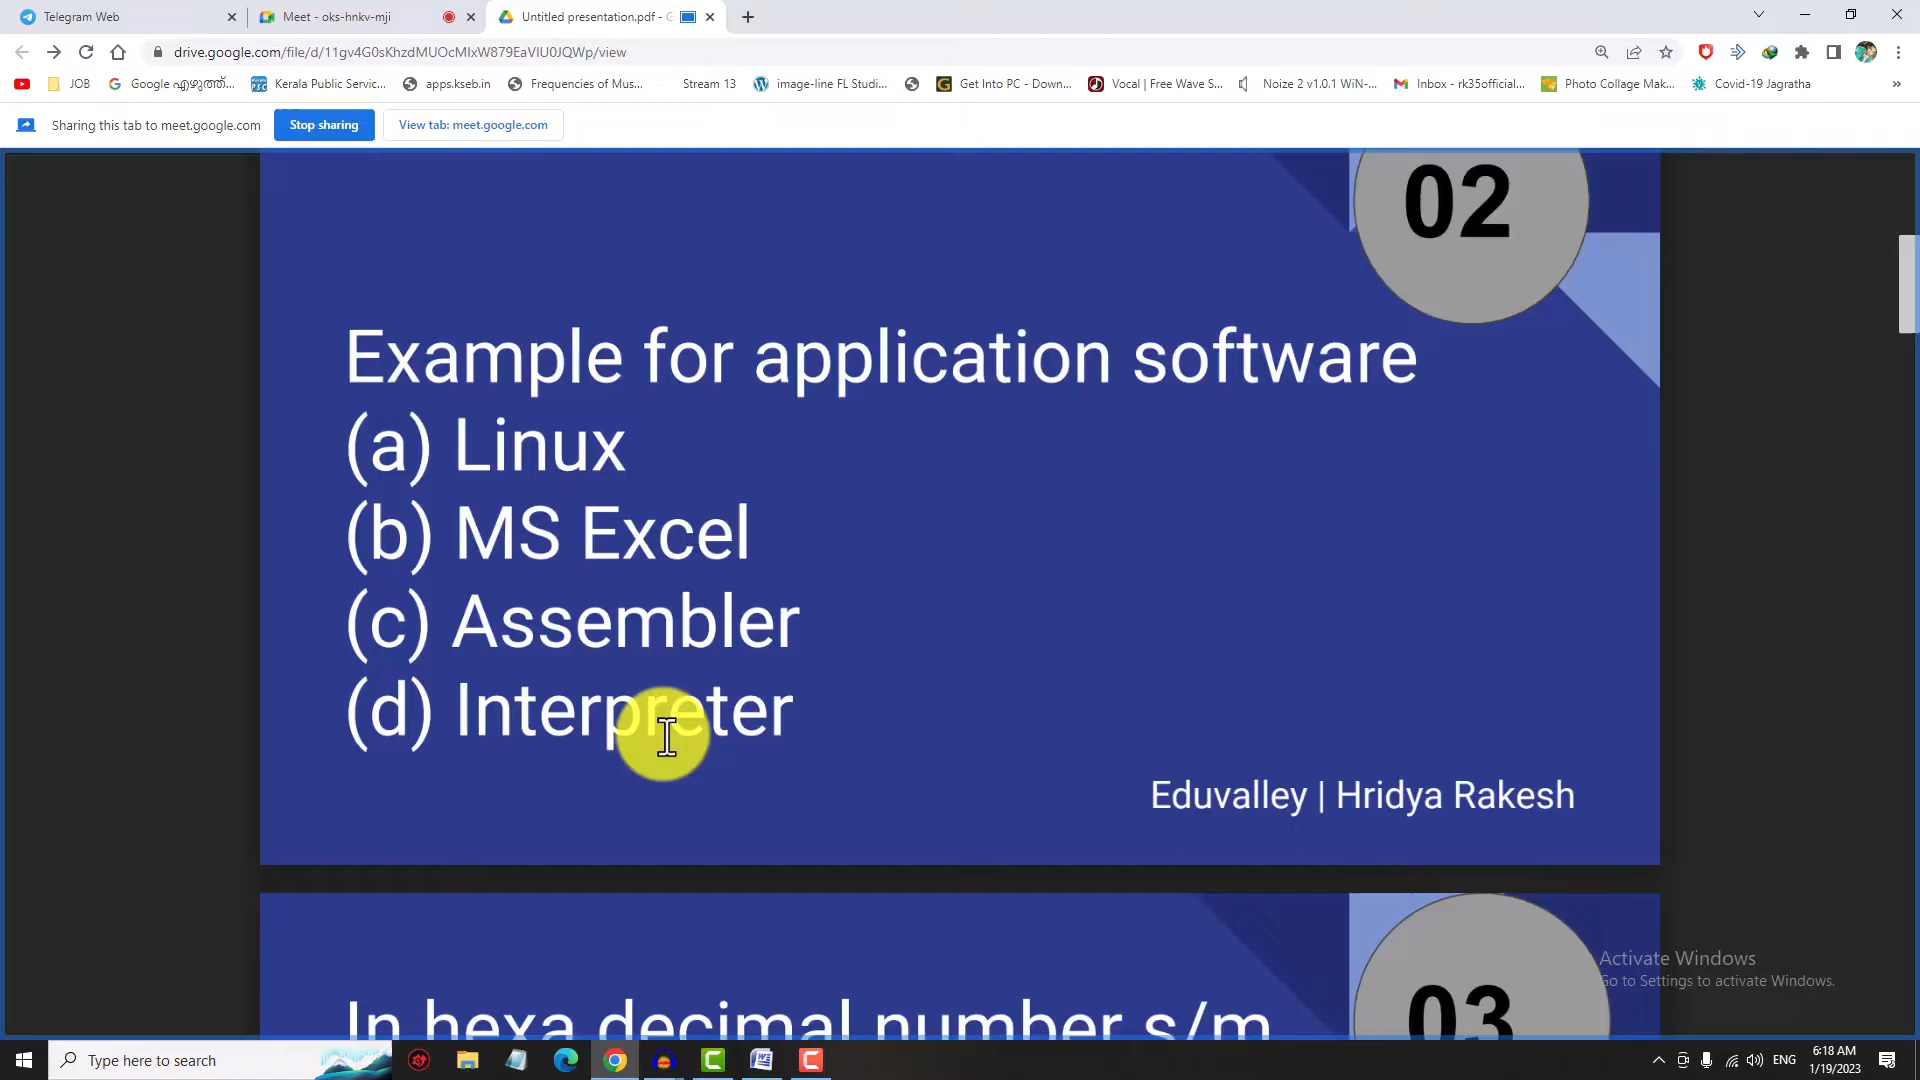 Telegram Web
Meet - oks-hnkv-mji
Untitled presentation.pdf - G
drive.google.com/file/d/11gv4G0sKhzdMUOcMIxW879EaVIU0JQWp/view
JOB
Google എഴുത്ത്...
Kerala Public Servic...
apps.kseb.in
Frequencies of Mus...
Stream 13
image-line FL Studi...
Get Into PC - Down...
Vocal | Free Wave S...
Noize 2 v1.0.1 WiN-...
Inbox - rk35official...
Photo Collage Mak...
Covid-19 Jagratha
Sharing this tab to meet.google.com
Stop sharing
View tab: meet.google.com
02
Example for application software
(a) Linux
(b) MS Excel
(c) Assembler
(d) Interpreter
Eduvalley | Hridya Rakesh
03
In hexa decimal number s/m
Activate Windows
Go to Settings to activate Windows.
Type here to search
ENG
6:18 AM
1/19/2023